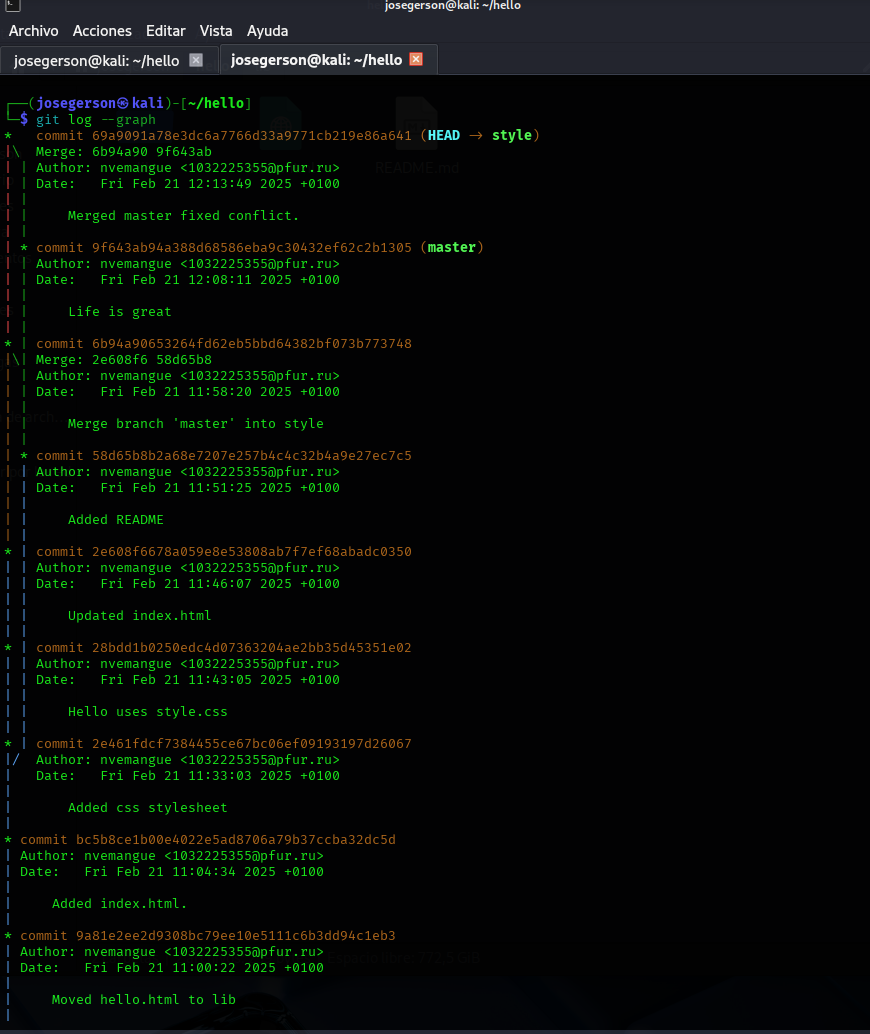 josegerson@kali: ~/hello
Archivo Acciones Editar Vista Ayuda
josegerson@kali: ~/hello josegerson@kali: ~/hello
┌──(josegerson㉿kali)-[~/hello]
└─$ git log --graph
*   commit 69a9091a78e3dc6a7766d33a9771cb219e86a641 (HEAD -> style)
|\  Merge: 6b94a90 9f643ab
| | Author: nvemangue <1032225355@pfur.ru>
| | Date:   Fri Feb 21 12:13:49 2025 +0100
| |
| |     Merged master fixed conflict.
| |
| * commit 9f643ab94a388d68586eba9c30432ef62c2b1305 (master)
| | Author: nvemangue <1032225355@pfur.ru>
| | Date:   Fri Feb 21 12:08:11 2025 +0100
| |
| |     Life is great
| |
* | commit 6b94a90653264fd62eb5bbd64382bf073b773748
|\| Merge: 2e608f6 58d65b8
| | Author: nvemangue <1032225355@pfur.ru>
| | Date:   Fri Feb 21 11:58:20 2025 +0100
| |
| |     Merge branch 'master' into style
| |
| * commit 58d65b8b2a68e7207e257b4c4c32b4a9e27ec7c5
| | Author: nvemangue <1032225355@pfur.ru>
| | Date:   Fri Feb 21 11:51:25 2025 +0100
| |
| |     Added README
| |
* | commit 2e608f6678a059e8e53808ab7f7ef68abadc0350
| | Author: nvemangue <1032225355@pfur.ru>
| | Date:   Fri Feb 21 11:46:07 2025 +0100
| |
| |     Updated index.html
| |
* | commit 28bdd1b0250edc4d07363204ae2bb35d45351e02
| | Author: nvemangue <1032225355@pfur.ru>
| | Date:   Fri Feb 21 11:43:05 2025 +0100
| |
| |     Hello uses style.css
| |
* | commit 2e461fdcf7384455ce67bc06ef09193197d26067
|/  Author: nvemangue <1032225355@pfur.ru>
|   Date:   Fri Feb 21 11:33:03 2025 +0100
|
|       Added css stylesheet
|
* commit bc5b8ce1b00e4022e5ad8706a79b37ccba32dc5d
| Author: nvemangue <1032225355@pfur.ru>
| Date:   Fri Feb 21 11:04:34 2025 +0100
|
|     Added index.html.
|
* commit 9a81e2ee2d9308bc79ee10e5111c6b3dd94c1eb3
| Author: nvemangue <1032225355@pfur.ru>
| Date:   Fri Feb 21 11:00:22 2025 +0100
|
|     Moved hello.html to lib
|
README.md